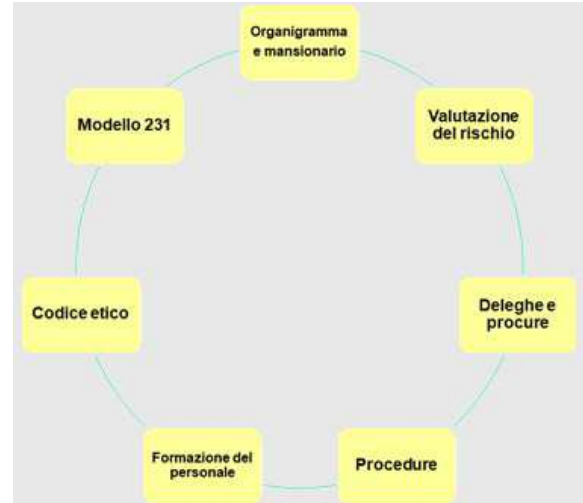 Organigramma
e mansionario
Valutazione
del rischio
Deleghe e
procure
Procedure
Formazione del
personale
Codice etico
Modello 231